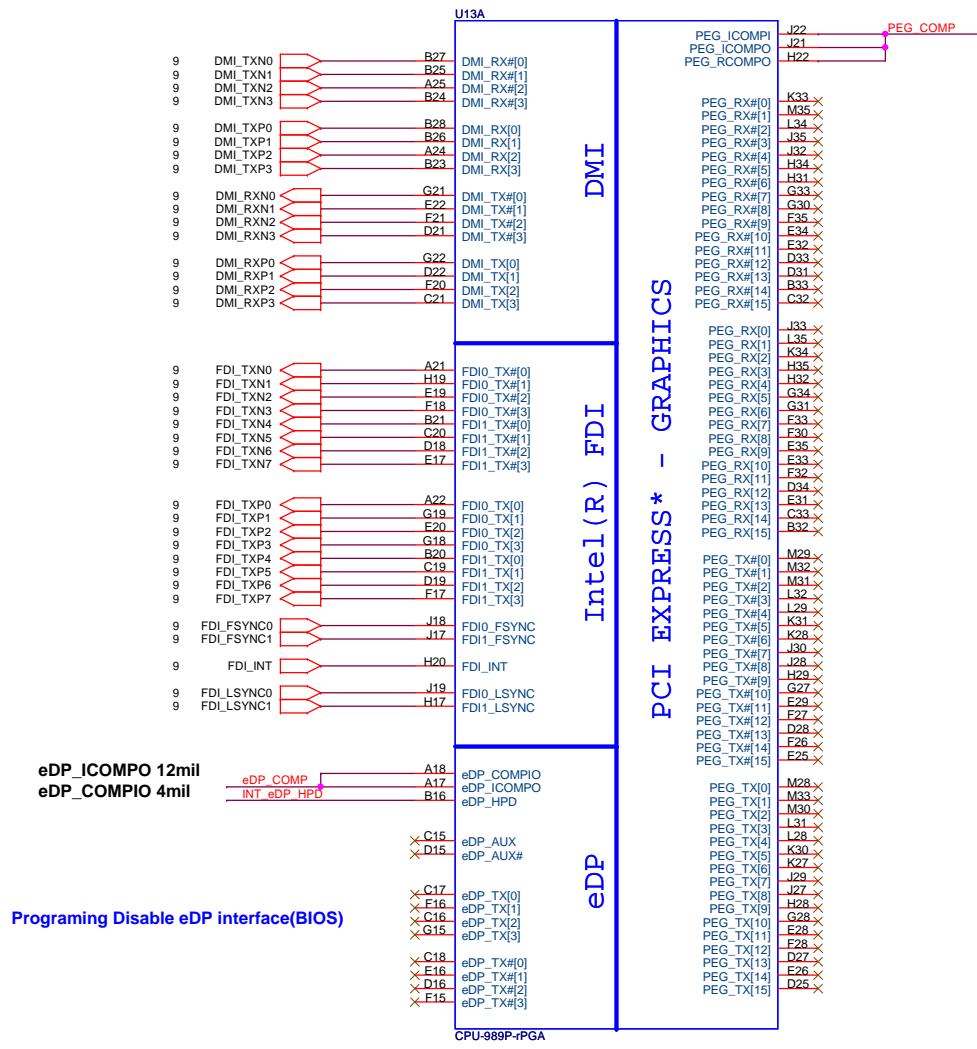 U13A
9 DMI_TXN0 B27 DMI_RX#[0]
9 DMI_TXN1 B25 DMI_RX#[1]
9 DMI_TXN2 A25 DMI_RX#[2]
9 DMI_TXN3 B24 DMI_RX#[3]
9 DMI_TXP0 B28 DMI_RX[0]
9 DMI_TXP1 B26 DMI_RX[1]
9 DMI_TXP2 A24 DMI_RX[2]
9 DMI_TXP3 B23 DMI_RX[3]
9 DMI_RXN0 G21 DMI_TX#[0]
9 DMI_RXN1 E22 DMI_TX#[1]
9 DMI_RXN2 F21 DMI_TX#[2]
9 DMI_RXN3 D21 DMI_TX#[3]
9 DMI_RXP0 G22 DMI_TX[0]
9 DMI_RXP1 D22 DMI_TX[1]
9 DMI_RXP2 F20 DMI_TX[2]
9 DMI_RXP3 C21 DMI_TX[3]
DMI
9 FDI_TXN0 A21 FDI0_TX#[0]
9 FDI_TXN1 H19 FDI0_TX#[1]
9 FDI_TXN2 E19 FDI0_TX#[2]
9 FDI_TXN3 F18 FDI0_TX#[3]
9 FDI_TXN4 B21 FDI1_TX#[0]
9 FDI_TXN5 C20 FDI1_TX#[1]
9 FDI_TXN6 D18 FDI1_TX#[2]
9 FDI_TXN7 E17 FDI1_TX#[3]
9 FDI_TXP0 A22 FDI0_TX[0]
9 FDI_TXP1 G19 FDI0_TX[1]
9 FDI_TXP2 E20 FDI0_TX[2]
9 FDI_TXP3 G18 FDI0_TX[3]
9 FDI_TXP4 B20 FDI1_TX[0]
9 FDI_TXP5 C19 FDI1_TX[1]
9 FDI_TXP6 D19 FDI1_TX[2]
9 FDI_TXP7 F17 FDI1_TX[3]
9 FDI_FSYNC0 J18 FDI0_FSYNC
9 FDI_FSYNC1 J17 FDI1_FSYNC
9 FDI_INT H20 FDI_INT
9 FDI_LSYNC0 J19 FDI0_LSYNC
9 FDI_LSYNC1 H17 FDI1_LSYNC
Intel(R) FDI
eDP_ICOMPO 12mil
eDP_COMPIO 4mil
A18 eDP_COMPIO
eDP_COMP A17 eDP_ICOMPO
INT_eDP_HPD B16 eDP_HPD
C15 eDP_AUX
D15 eDP_AUX#
C17 eDP_TX[0]
F16 eDP_TX[1]
C16 eDP_TX[2]
G15 eDP_TX[3]
C18 eDP_TX#[0]
E16 eDP_TX#[1]
D16 eDP_TX#[2]
F15 eDP_TX#[3]
eDP
Programing Disable eDP interface(BIOS)
PCI EXPRESS* - GRAPHICS
PEG_ICOMPI J22 PEG_COMP
PEG_ICOMPO J21
PEG_RCOMPO H22
PEG_RX#[0] K33
PEG_RX#[1] M35
PEG_RX#[2] L34
PEG_RX#[3] J35
PEG_RX#[4] J32
PEG_RX#[5] H34
PEG_RX#[6] H31
PEG_RX#[7] G33
PEG_RX#[8] G30
PEG_RX#[9] F35
PEG_RX#[10] E34
PEG_RX#[11] E32
PEG_RX#[12] D33
PEG_RX#[13] D31
PEG_RX#[14] B33
PEG_RX#[15] C32
PEG_RX[0] J33
PEG_RX[1] L35
PEG_RX[2] K34
PEG_RX[3] H35
PEG_RX[4] H32
PEG_RX[5] G34
PEG_RX[6] G31
PEG_RX[7] F33
PEG_RX[8] F30
PEG_RX[9] E35
PEG_RX[10] E33
PEG_RX[11] F32
PEG_RX[12] D34
PEG_RX[13] E31
PEG_RX[14] C33
PEG_RX[15] B32
PEG_TX#[0] M29
PEG_TX#[1] M32
PEG_TX#[2] M31
PEG_TX#[3] L32
PEG_TX#[4] L29
PEG_TX#[5] K31
PEG_TX#[6] K28
PEG_TX#[7] J30
PEG_TX#[8] J28
PEG_TX#[9] H29
PEG_TX#[10] G27
PEG_TX#[11] E29
PEG_TX#[12] F27
PEG_TX#[13] D28
PEG_TX#[14] F26
PEG_TX#[15] E25
PEG_TX[0] M28
PEG_TX[1] M33
PEG_TX[2] M30
PEG_TX[3] L31
PEG_TX[4] L28
PEG_TX[5] K30
PEG_TX[6] K27
PEG_TX[7] J29
PEG_TX[8] J27
PEG_TX[9] H28
PEG_TX[10] G28
PEG_TX[11] E28
PEG_TX[12] F28
PEG_TX[13] D27
PEG_TX[14] E26
PEG_TX[15] D25
CPU-989P-rPGA